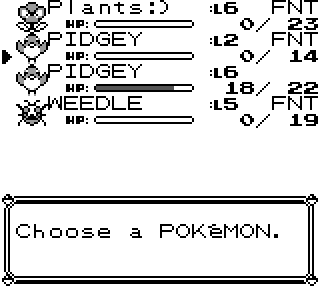 Plants:) :L6 FNT
HP: 0/ 23
PIDGEY :L2 FNT
HP: 0/ 14
PIDGEY :L6
HP: 18/ 22
WEEDLE :L5 FNT
HP: 0/ 19
Choose a POKéMON.